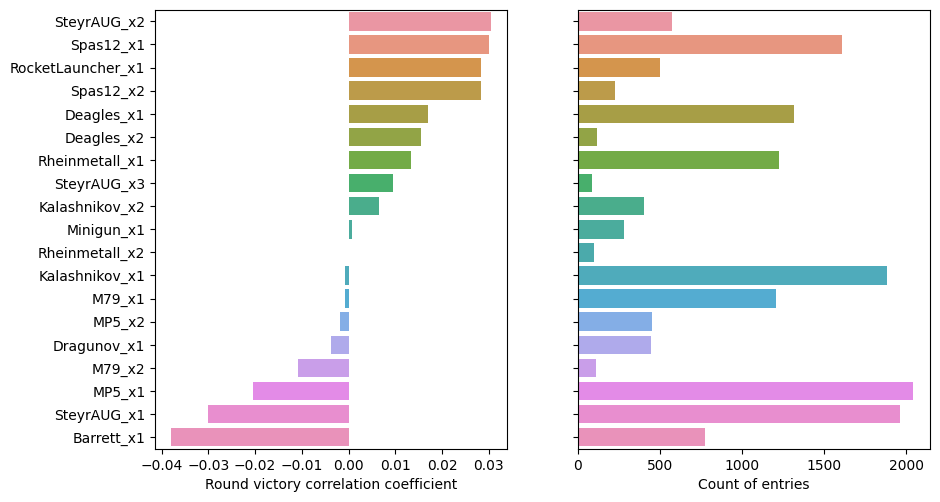 SteyrAUG_x2
Spas12_x1
RocketLauncher_x1
Spas12_x2
Deagles_x1
Deagles_x2
Rheinmetall_x1
SteyrAUG_x3
Kalashnikov_x2
Minigun_x1
Rheinmetall_x2
Kalashnikov_x1
M79_x1
MP5_x2
Dragunov_x1
M79_x2
MP5_x1
SteyrAUG_x1
Barrett_x1
−0.04 −0.03 −0.02 −0.01 0.00 0.01 0.02 0.03
Round victory correlation coefficient
0 500 1000 1500 2000
Count of entries